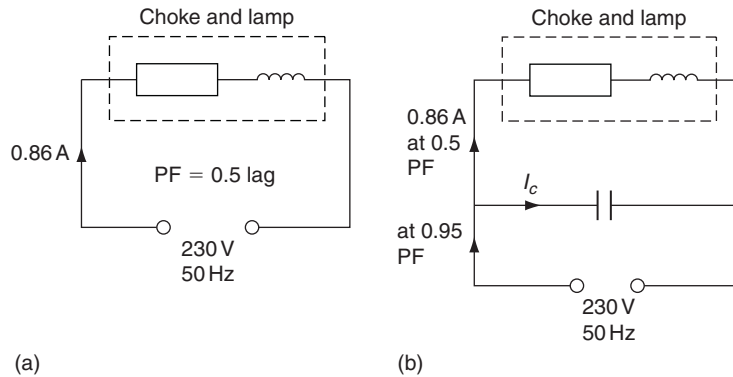 Choke and lamp
0.86 A
PF = 0.5 lag
230 V
50 Hz
(a)
Choke and lamp
0.86 A
at 0.5
PF
Ic
at 0.95
PF
230 V
50 Hz
(b)